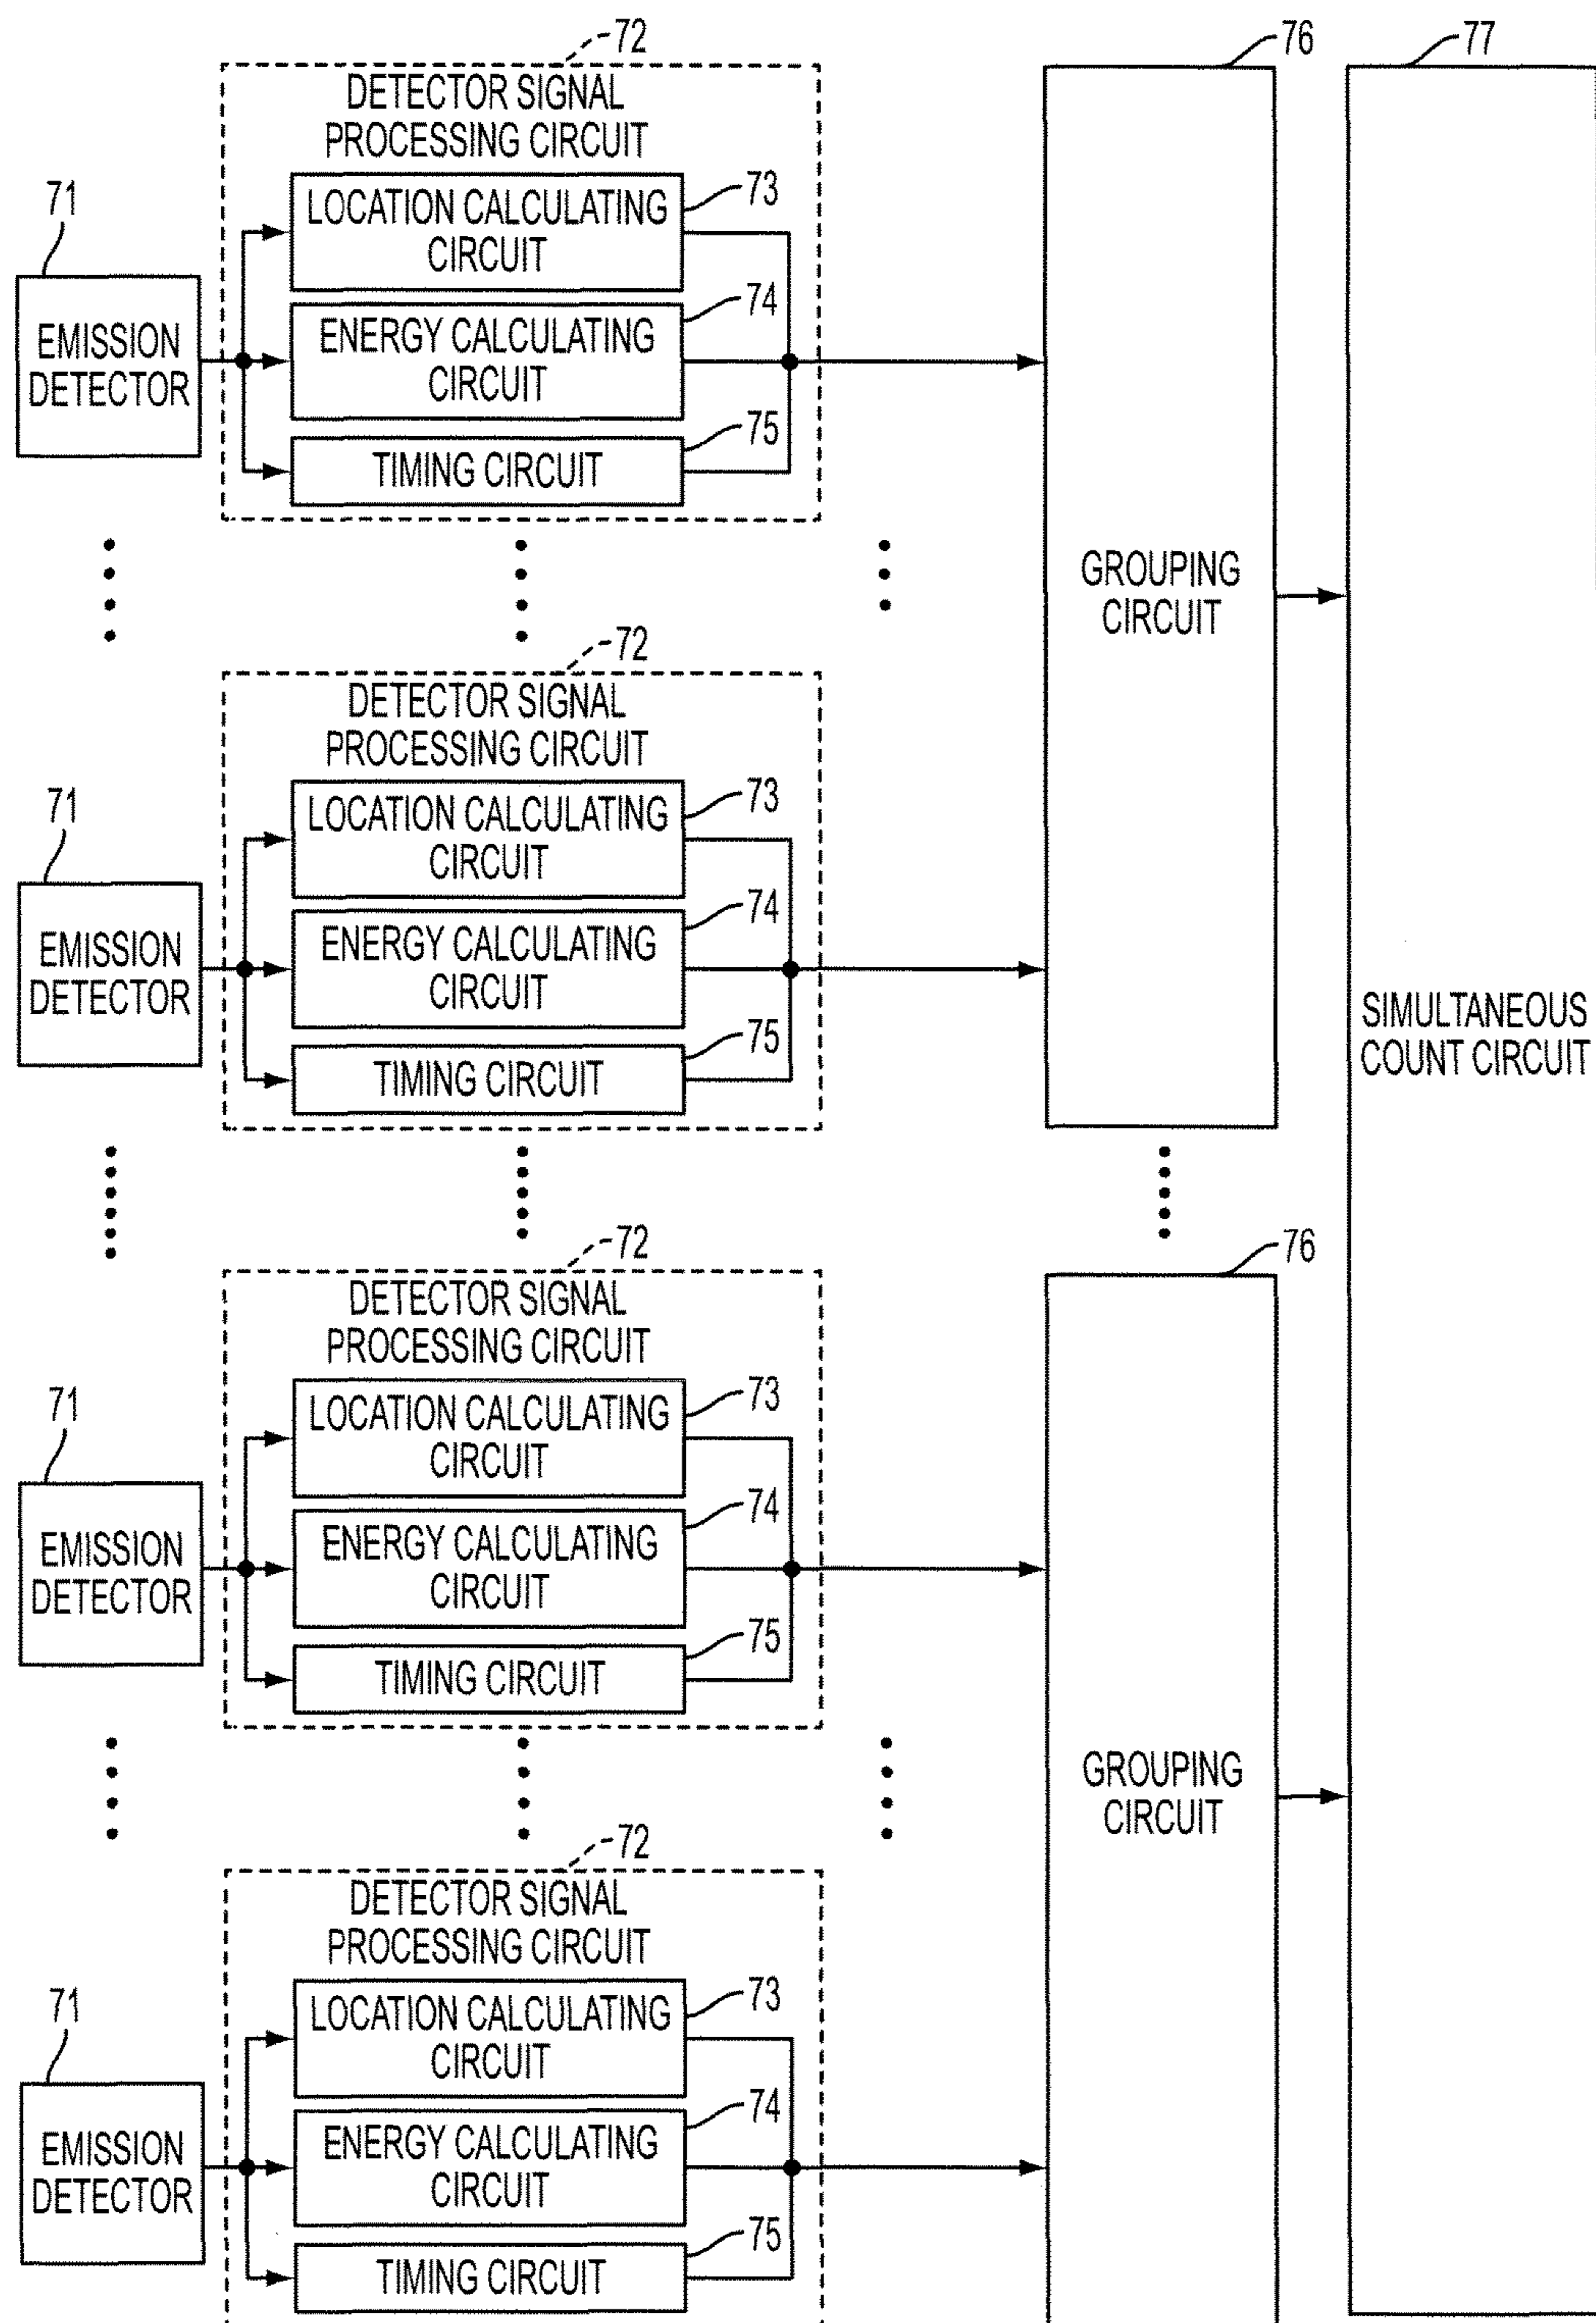 72
76
77
DETECTOR SIGNAL
PROCESSING CIRCUIT
71
LOCATION CALCULATING
CIRCUIT
73
EMISSION
DETECTOR
ENERGY CALCULATING
CIRCUIT
74
TIMING CIRCUIT
75
GROUPING
CIRCUIT
72
DETECTOR SIGNAL
PROCESSING CIRCUIT
71
LOCATION CALCULATING
CIRCUIT
73
EMISSION
DETECTOR
ENERGY CALCULATING
CIRCUIT
74
TIMING CIRCUIT
75
SIMULTANEOUS
COUNT CIRCUIT
72
76
DETECTOR SIGNAL
PROCESSING CIRCUIT
71
LOCATION CALCULATING
CIRCUIT
73
EMISSION
DETECTOR
ENERGY CALCULATING
CIRCUIT
74
TIMING CIRCUIT
75
GROUPING
CIRCUIT
72
DETECTOR SIGNAL
PROCESSING CIRCUIT
71
LOCATION CALCULATING
CIRCUIT
73
EMISSION
DETECTOR
ENERGY CALCULATING
CIRCUIT
74
TIMING CIRCUIT
75